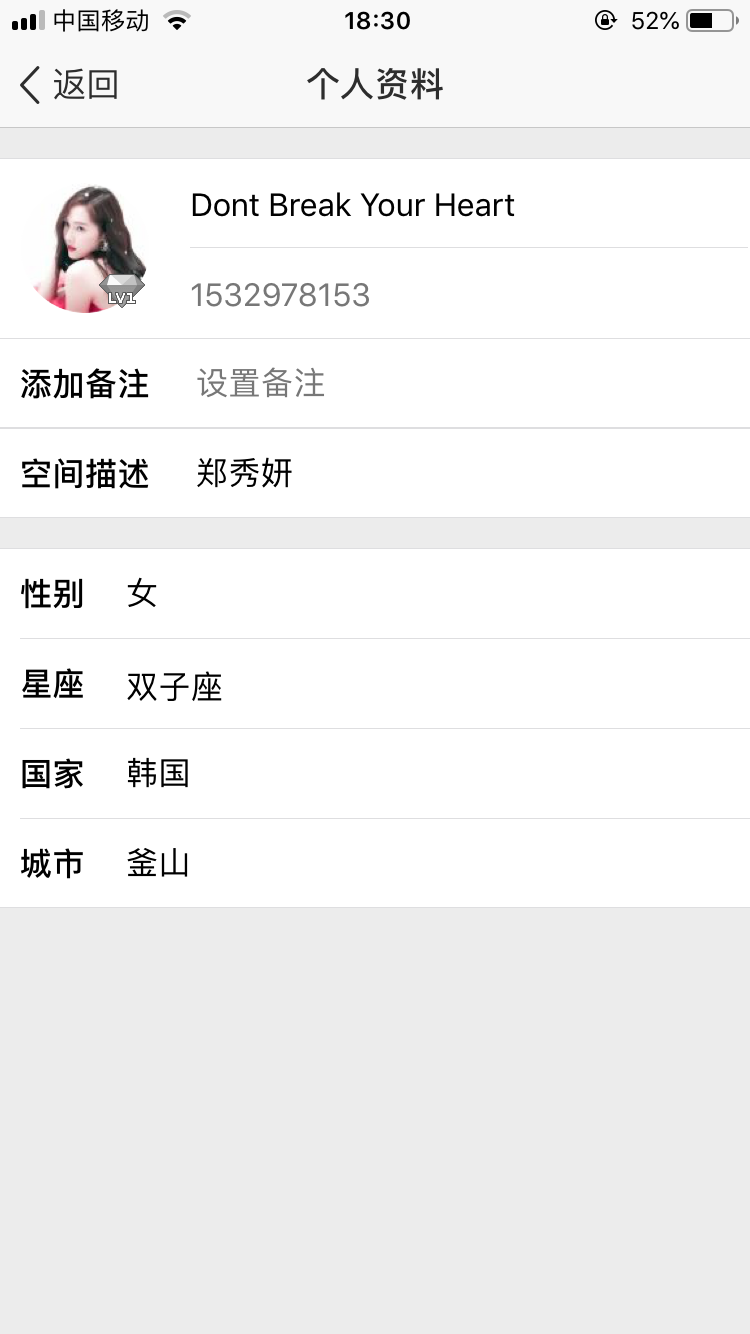 中国移动 18:30 52%
返回 个人资料
Dont Break Your Heart
LV1
1532978153
添加备注 设置备注
空间描述 郑秀妍
性别 女
星座 双子座
国家 韩国
城市 釜山